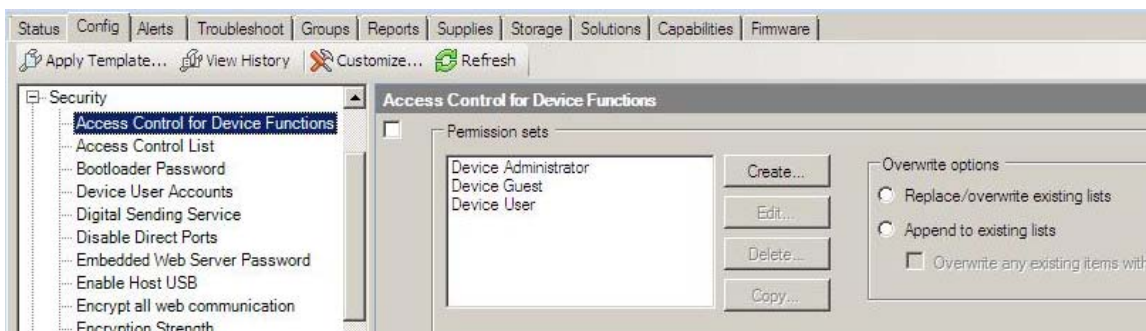 Status Config Alerts Troubleshoot Groups Reports Supplies Storage Solutions Capabilities Firmware
Apply Template... View History Customize... Refresh
Security
Access Control for Device Functions
Access Control List
Bootloader Password
Device User Accounts
Digital Sending Service
Disable Direct Ports
Embedded Web Server Password
Enable Host USB
Encrypt all web communication
Encryption Strength
Access Control for Device Functions
Permission sets
Device Administrator
Device Guest
Device User
Create...
Edit...
Delete...
Copy...
Overwrite options
Replace/overwrite existing lists
Append to existing lists
Overwrite any existing items with